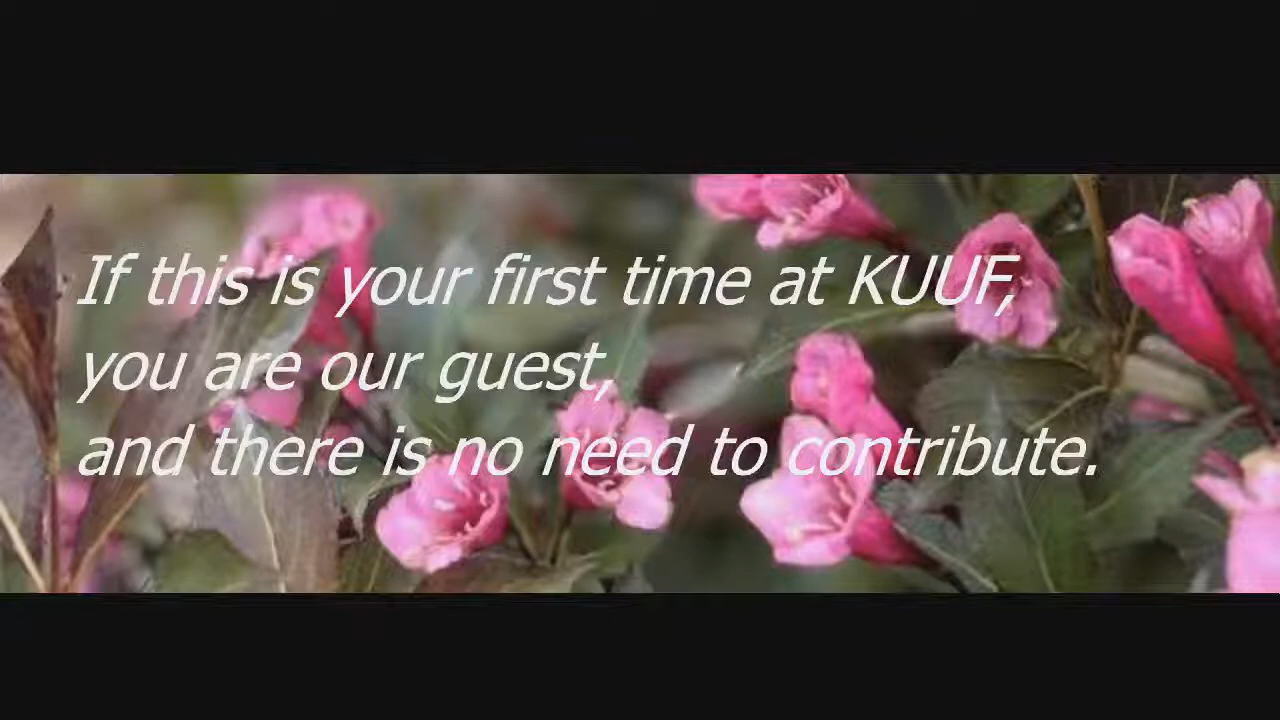 If this is your first time at KUUF,
you are our guest,
and there is no need to contribute.